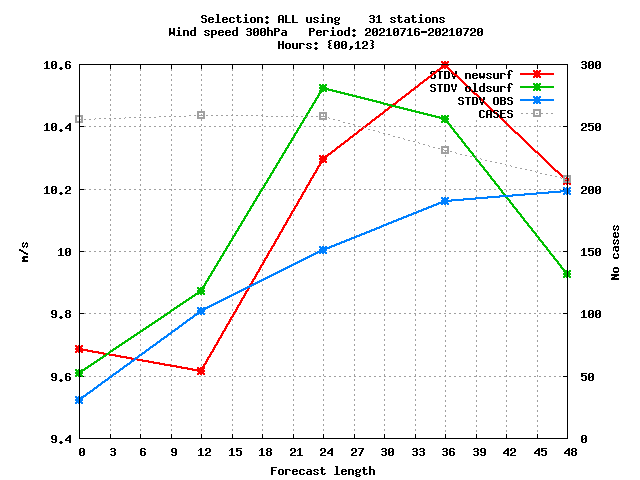 Selection: ALL using    31 stations
Wind speed 300hPa   Period: 20210716-20210720
Hours: {00,12}
STDV newsurf
STDV oldsurf
STDV OBS
CASES
10.6
10.4
10.2
10
9.8
9.6
9.4
m/s
300
250
200
150
100
50
0
No cases
0 3 6 9 12 15 18 21 24 27 30 33 36 39 42 45 48
Forecast length